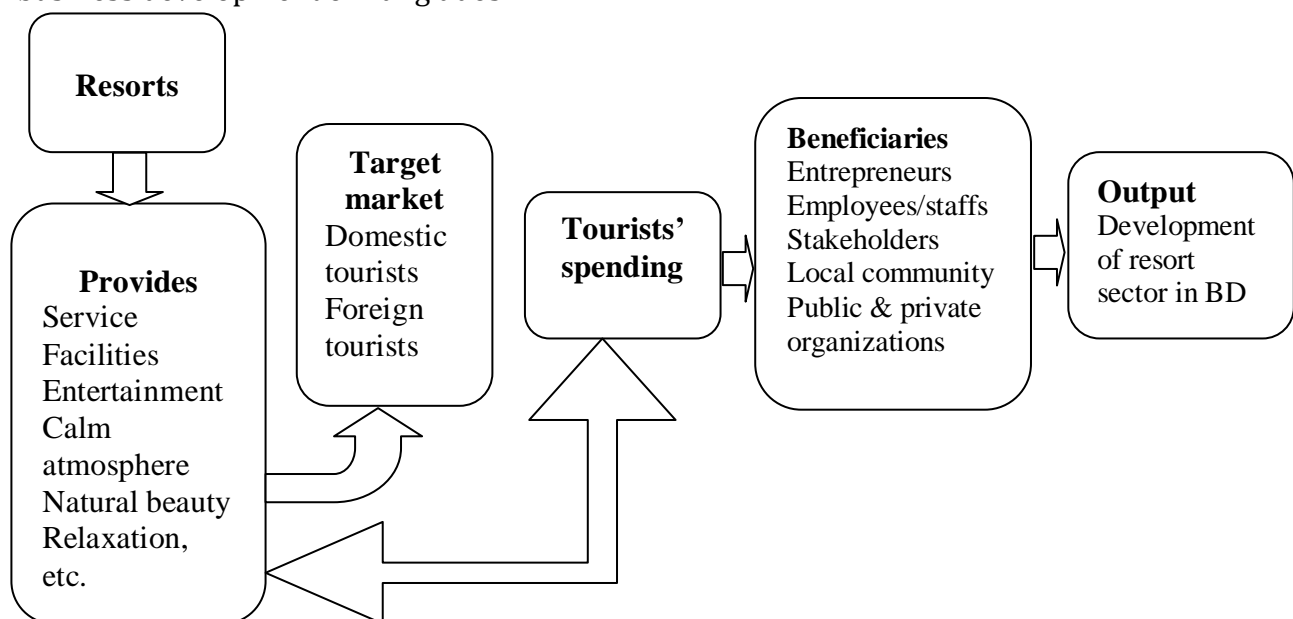 Resorts
Provides
Service
Facilities
Entertainment
Calm
atmosphere
Natural beauty
Relaxation,
etc.
Target
market
Domestic
tourists
Foreign
tourists
Tourists’
spending
Beneficiaries
Entrepreneurs
Employees/staffs
Stakeholders
Local community
Public & private
organizations
Output
Development
of resort
sector in BD